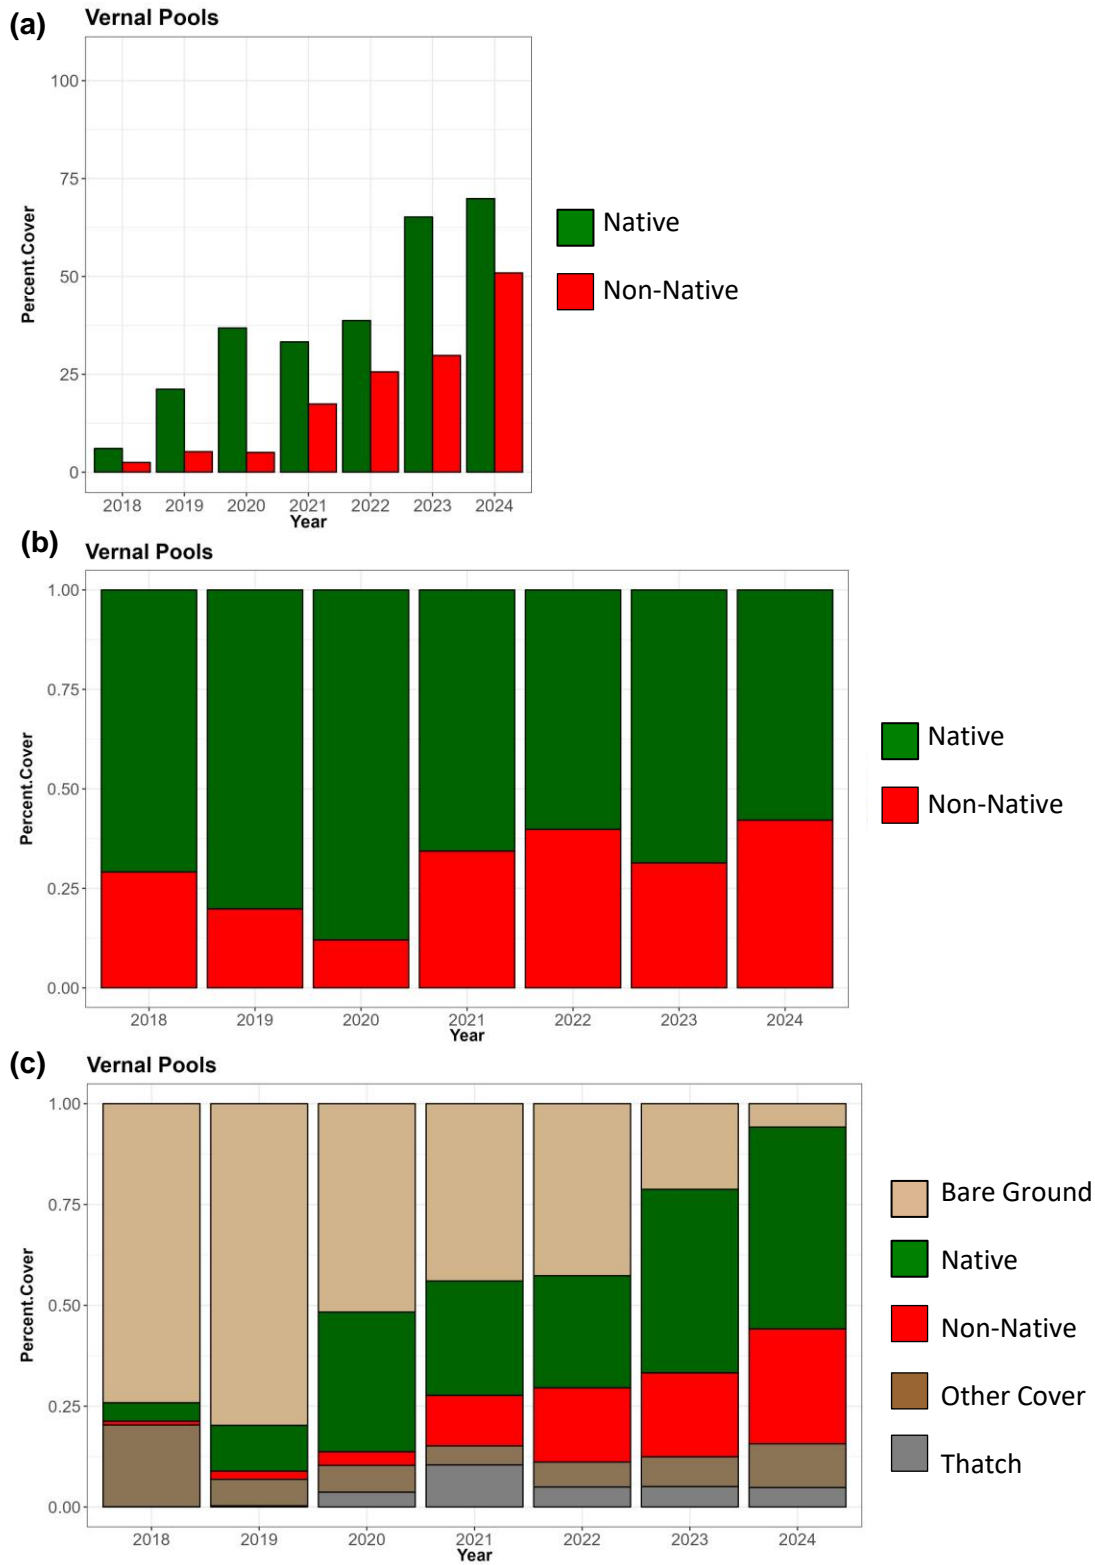 (a)
Vernal Pools
Percent.Cover
100
75
50
25
0
2018 2019 2020 2021 2022 2023 2024
Year
Native
Non-Native
(b)
Vernal Pools
Percent.Cover
1.00
0.75
0.50
0.25
0.00
2018 2019 2020 2021 2022 2023 2024
Year
Native
Non-Native
(c)
Vernal Pools
Percent.Cover
1.00
0.75
0.50
0.25
0.00
2018 2019 2020 2021 2022 2023 2024
Year
Bare Ground
Native
Non-Native
Other Cover
Thatch